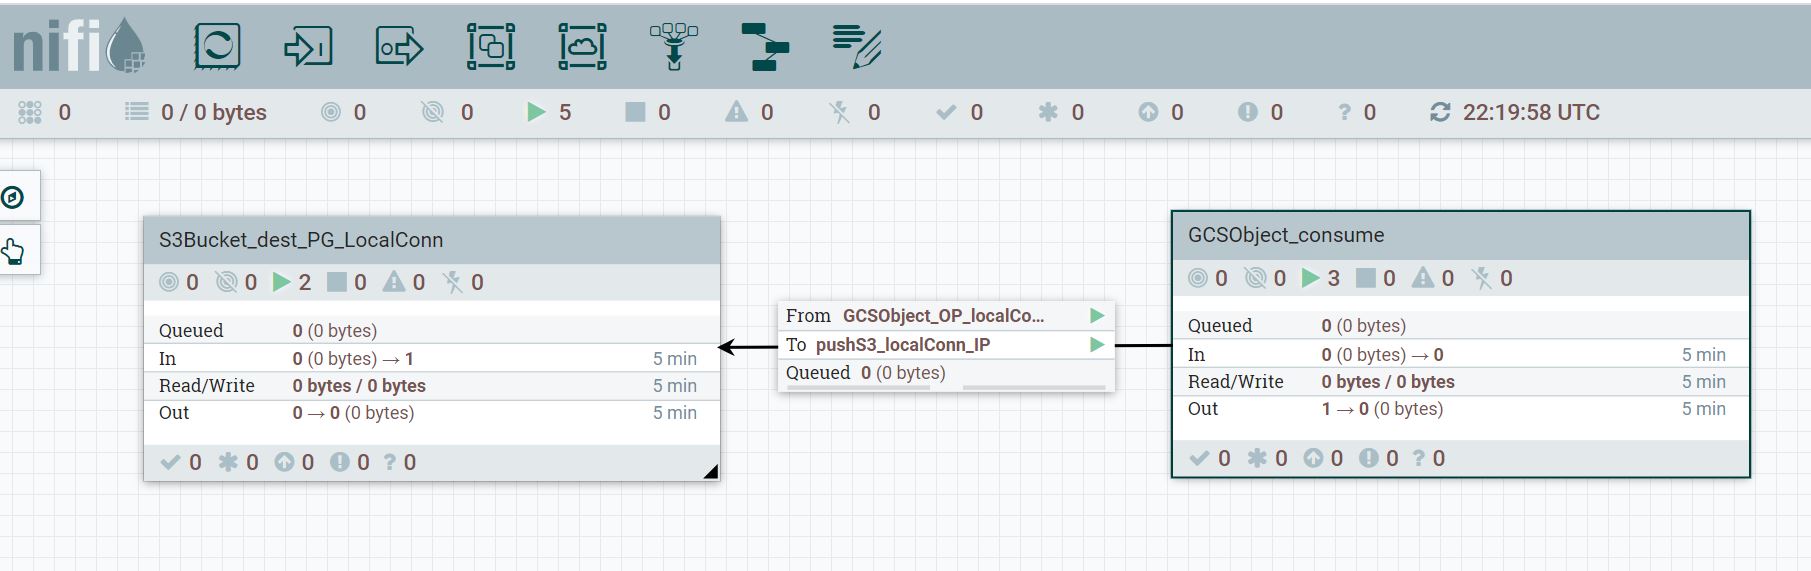 nifi
0 0 / 0 bytes 0 0 5 0 0 0 0 0 0 0 ? 0 22:19:58 UTC
S3Bucket_dest_PG_LocalConn
0 0 2 0 0 0
Queued 0 (0 bytes)
In 0 (0 bytes) → 1 5 min
Read/Write 0 bytes / 0 bytes 5 min
Out 0 → 0 (0 bytes) 5 min
0 0 0 0 ? 0
From GCSObject_OP_localCo...
To pushS3_localConn_IP
Queued 0 (0 bytes)
GCSObject_consume
0 0 3 0 0 0
Queued 0 (0 bytes)
In 0 (0 bytes) → 0 5 min
Read/Write 0 bytes / 0 bytes 5 min
Out 1 → 0 (0 bytes) 5 min
0 0 0 0 ? 0